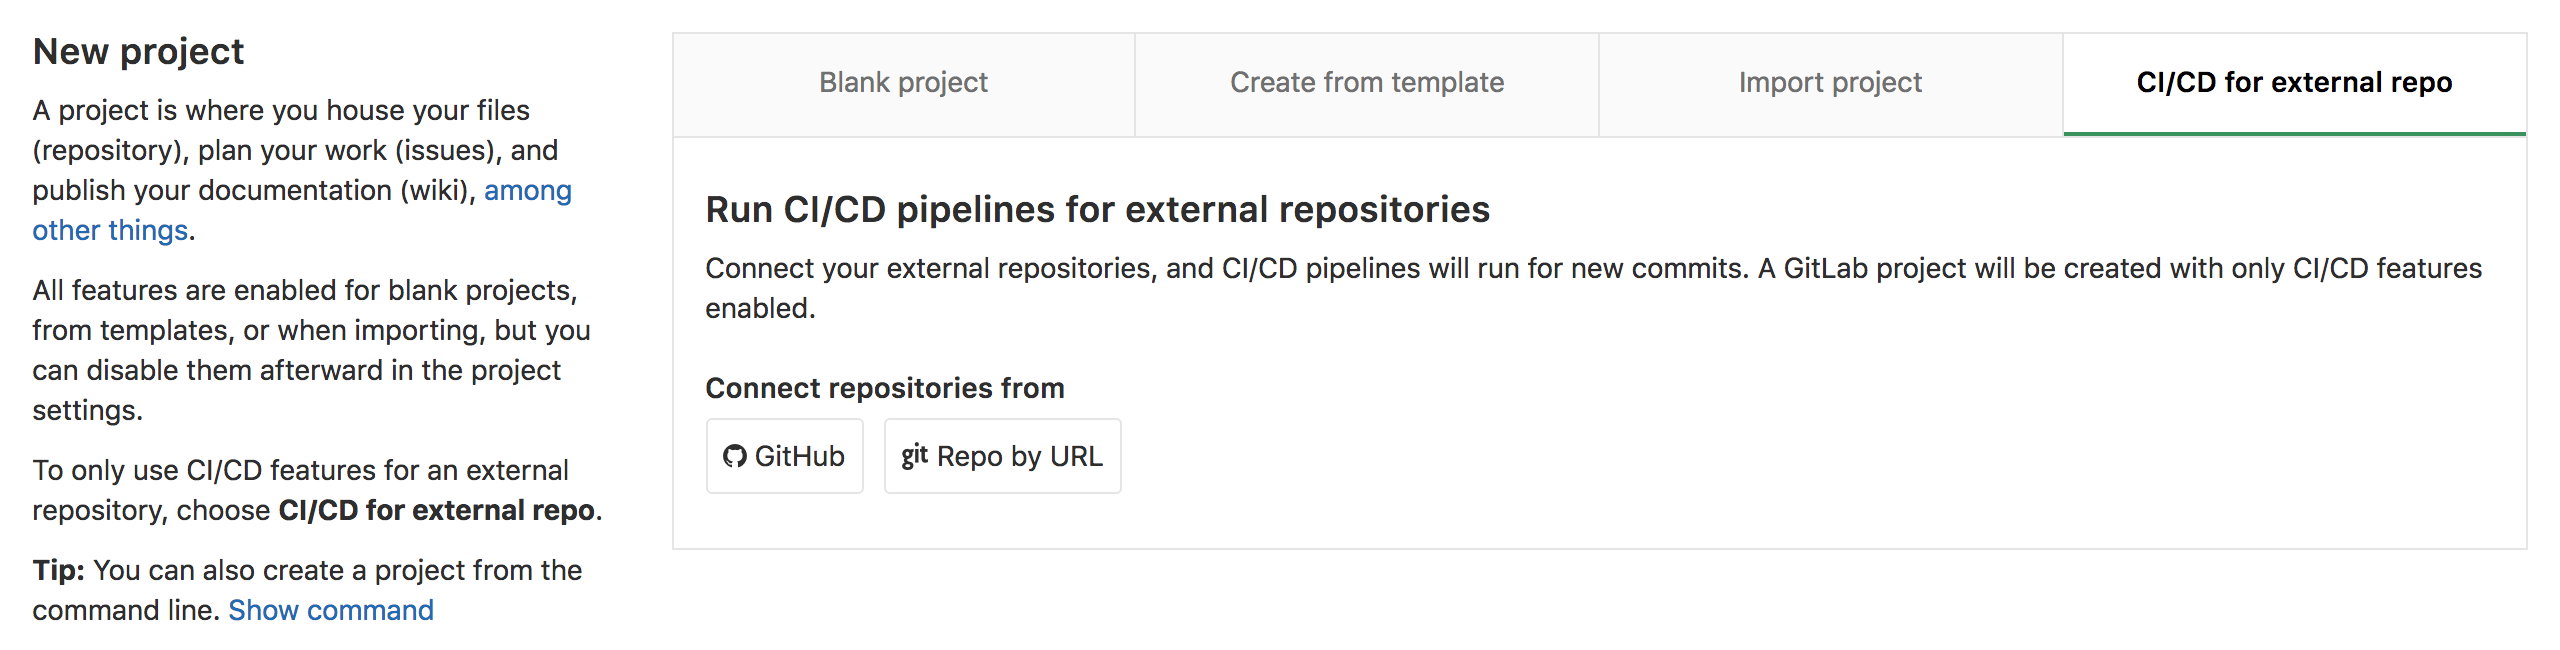 New project
A project is where you house your files
(repository), plan your work (issues), and
publish your documentation (wiki), among
other things.
All features are enabled for blank projects,
from templates, or when importing, but you
can disable them afterward in the project
settings.
To only use CI/CD features for an external
repository, choose CI/CD for external repo.
Tip: You can also create a project from the
command line. Show command
Blank project
Create from template
Import project
CI/CD for external repo
Run CI/CD pipelines for external repositories
Connect your external repositories, and CI/CD pipelines will run for new commits. A GitLab project will be created with only CI/CD features
enabled.
Connect repositories from
GitHub
git Repo by URL